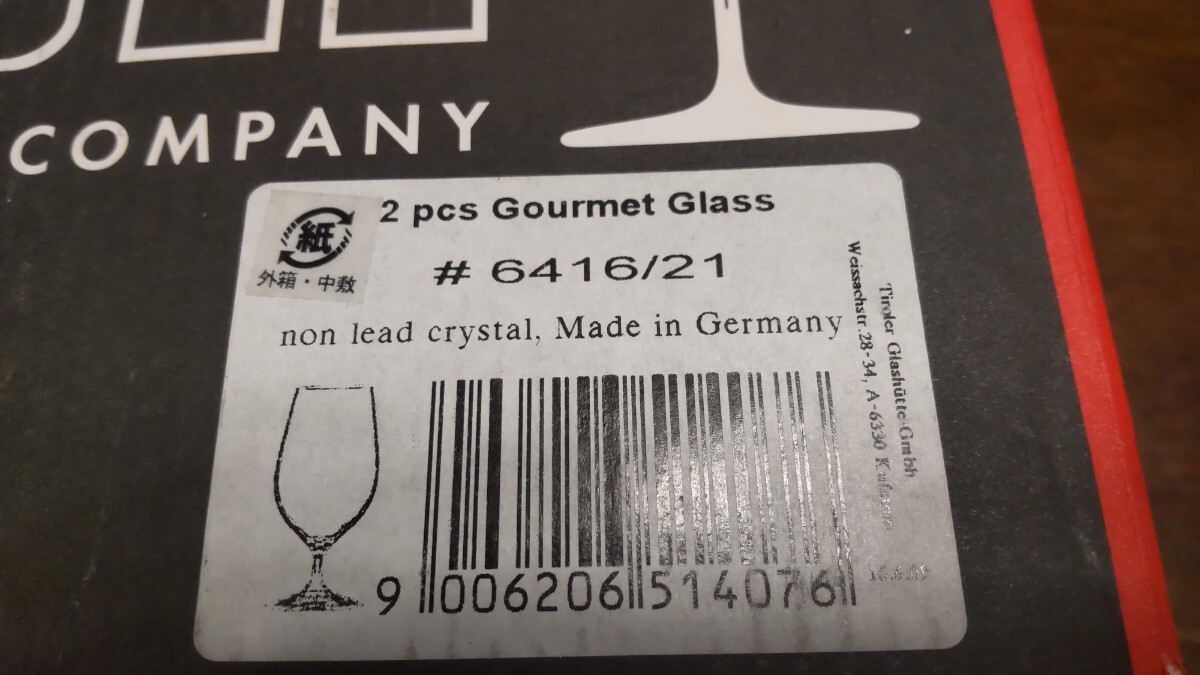 COMPANY
紙
外箱・中敷
2 pcs Gourmet Glass
# 6416/21
non lead crystal, Made in Germany
Tiroler Glashütte Gmbh
Weissachstr.28-34, A-6330
9 006206 514076